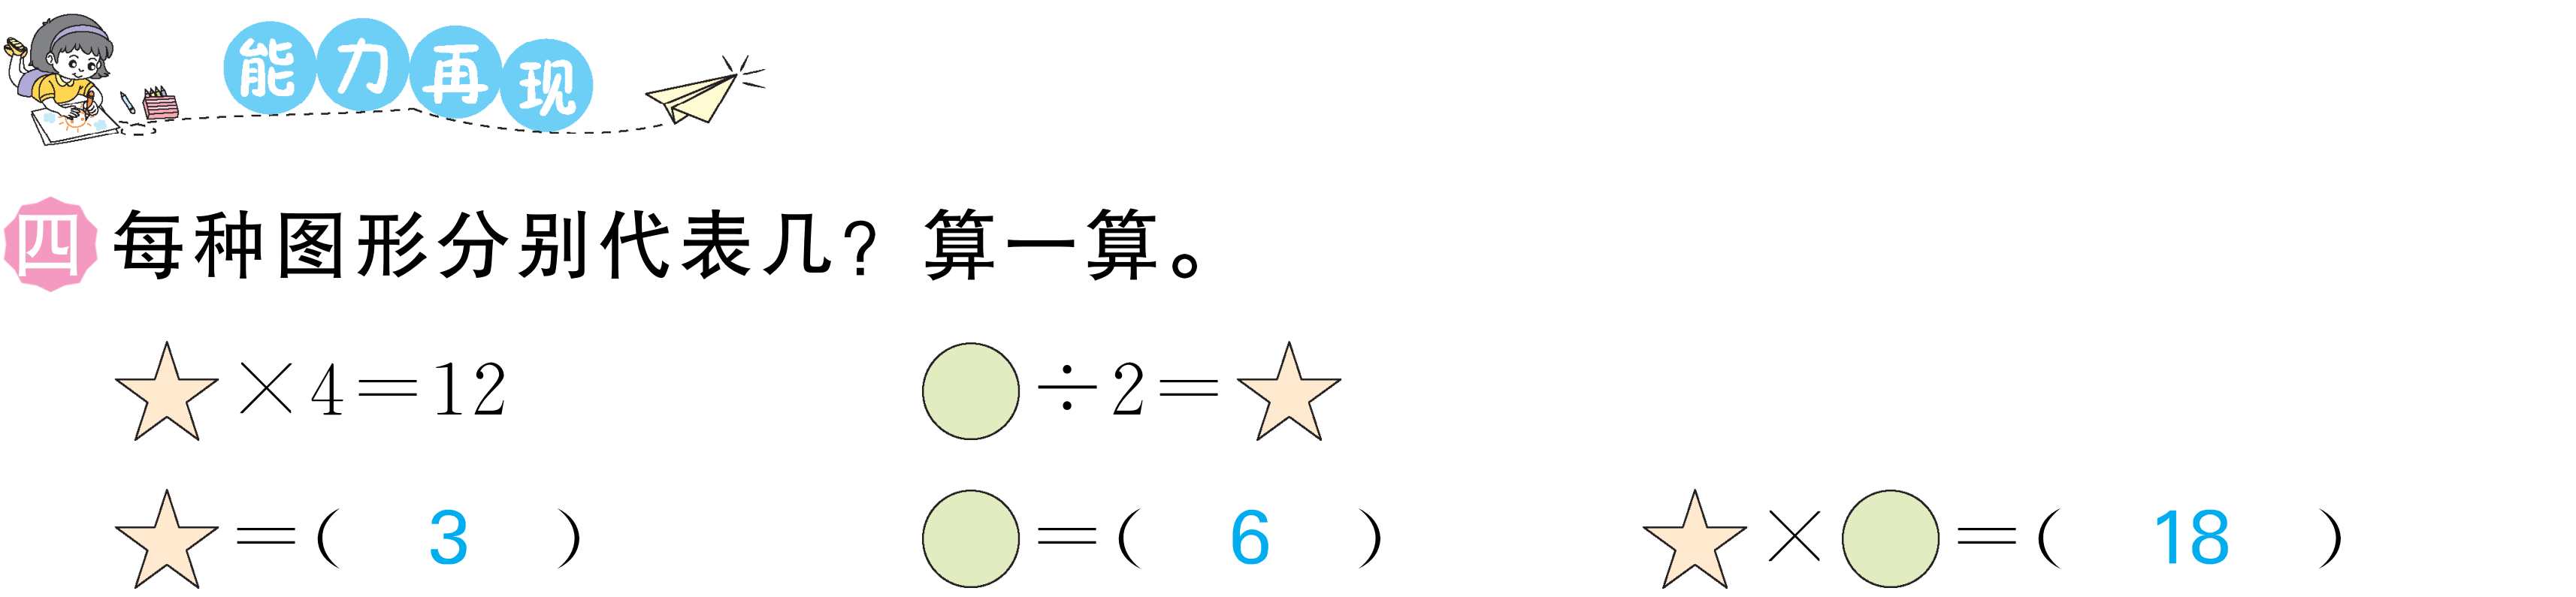 能力再现
四 每种图形分别代表几？算一算。
☆×4=12 ○÷2=☆
☆=( 3 ) ○=( 6 ) ☆×○=( 18 )